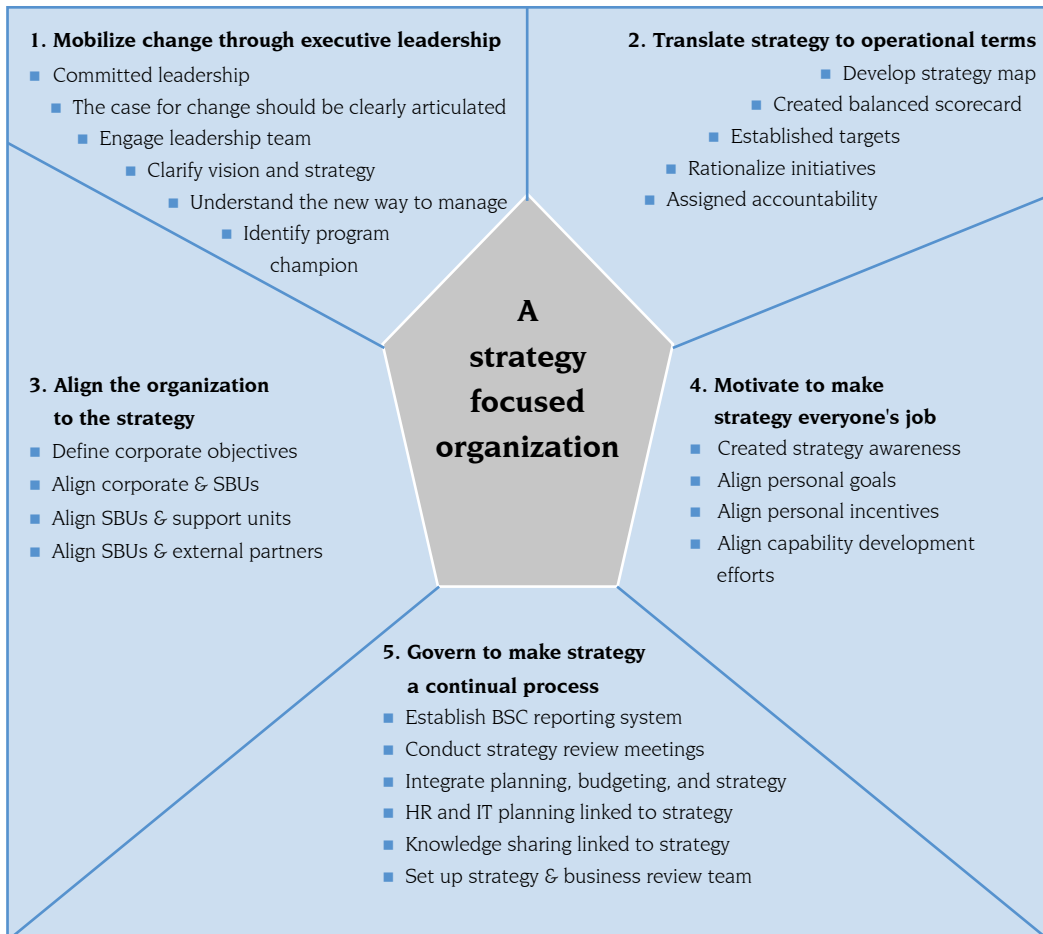 1. Mobilize change through executive leadership
■ Committed leadership
■ The case for change should be clearly articulated
■ Engage leadership team
■ Clarify vision and strategy
■ Understand the new way to manage
■ Identify program
champion
2. Translate strategy to operational terms
■ Develop strategy map
■ Created balanced scorecard
■ Established targets
■ Rationalize initiatives
■ Assigned accountability
A
strategy
focused
organization
3. Align the organization
to the strategy
■ Define corporate objectives
■ Align corporate & SBUs
■ Align SBUs & support units
■ Align SBUs & external partners
4. Motivate to make
strategy everyone's job
■ Created strategy awareness
■ Align personal goals
■ Align personal incentives
■ Align capability development
efforts
5. Govern to make strategy
a continual process
■ Establish BSC reporting system
■ Conduct strategy review meetings
■ Integrate planning, budgeting, and strategy
■ HR and IT planning linked to strategy
■ Knowledge sharing linked to strategy
■ Set up strategy & business review team